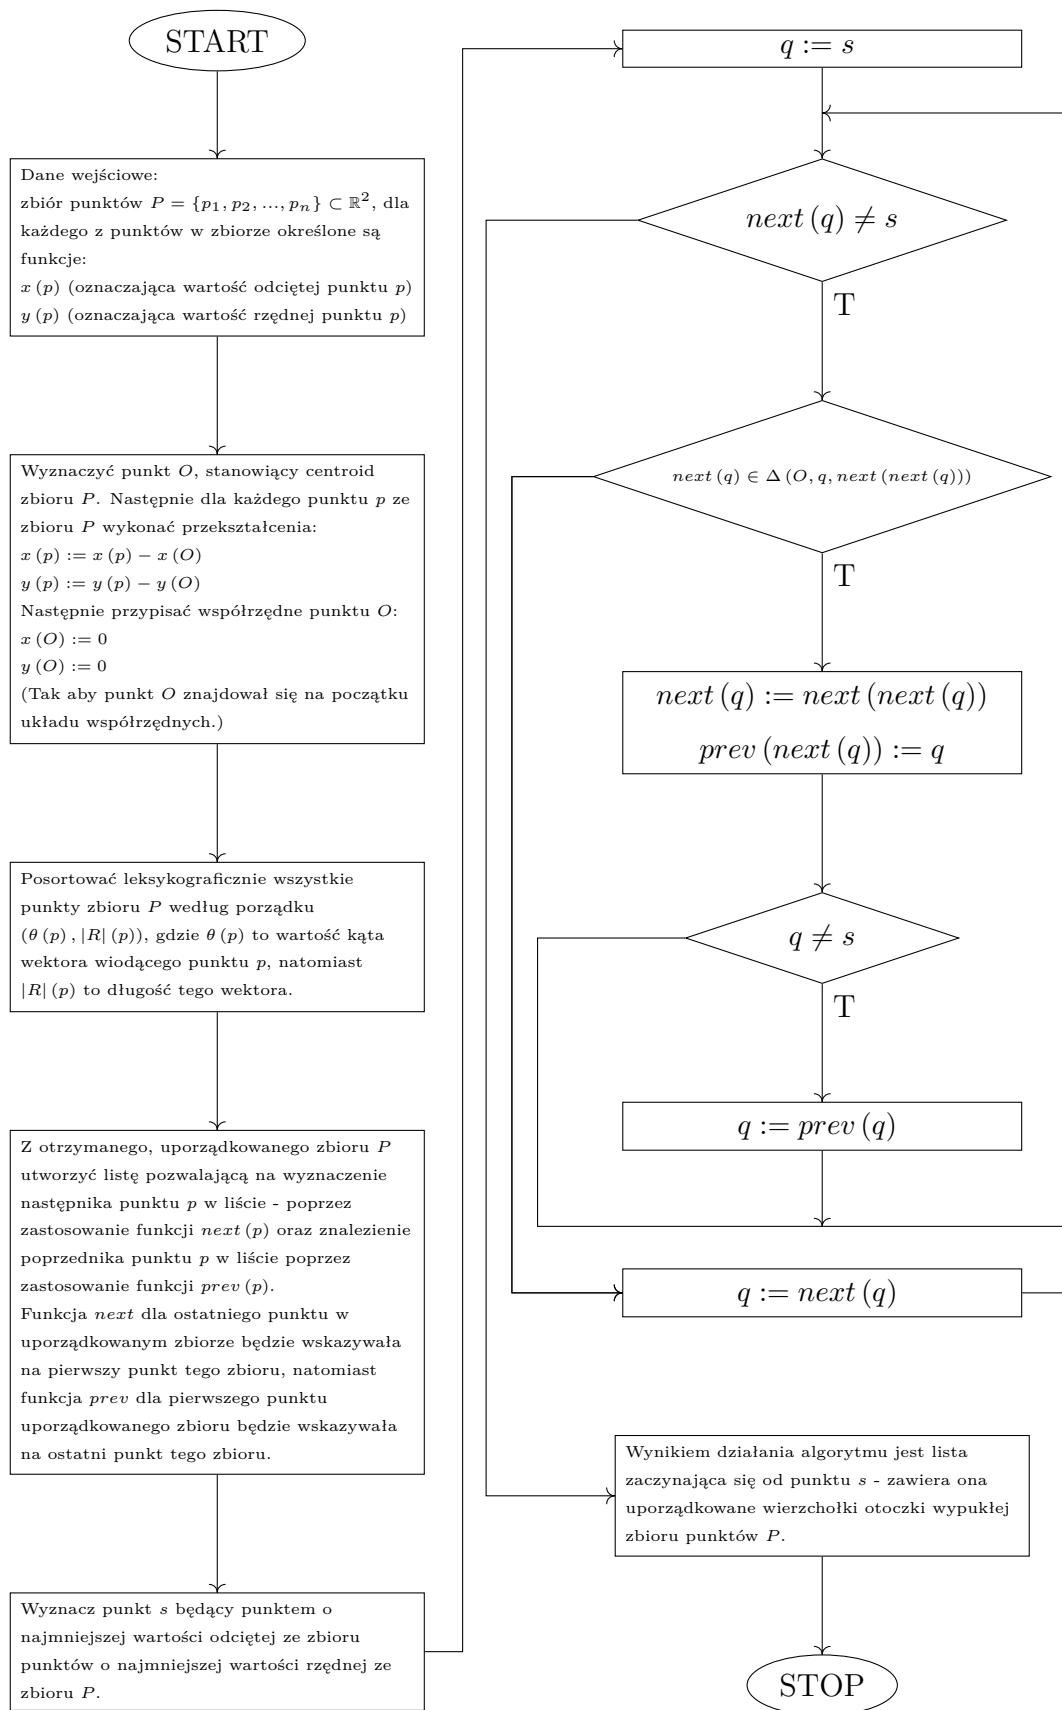 START
Dane wejściowe:
zbiór punktów P = {p₁, p₂, ..., pₙ} ⊂ ℝ², dla
każdego z punktów w zbiorze określone są
funkcje:
x (p) (oznaczająca wartość odciętej punktu p)
y (p) (oznaczająca wartość rzędnej punktu p)
Wyznaczyć punkt O, stanowiący centroid
zbioru P. Następnie dla każdego punktu p ze
zbioru P wykonać przekształcenia:
x (p) := x (p) − x (O)
y (p) := y (p) − y (O)
Następnie przypisać współrzędne punktu O:
x (O) := 0
y (O) := 0
(Tak aby punkt O znajdował się na początku
układu współrzędnych.)
Posortować leksykograficznie wszystkie
punkty zbioru P według porządku
(θ (p) , |R| (p)), gdzie θ (p) to wartość kąta
wektora wiodącego punktu p, natomiast
|R| (p) to długość tego wektora.
Z otrzymanego, uporządkowanego zbioru P
utworzyć listę pozwalającą na wyznaczenie
następnika punktu p w liście - poprzez
zastosowanie funkcji next (p) oraz znalezienie
poprzednika punktu p w liście poprzez
zastosowanie funkcji prev (p).
Funkcja next dla ostatniego punktu w
uporządkowanym zbiorze będzie wskazywała
na pierwszy punkt tego zbioru, natomiast
funkcja prev dla pierwszego punktu
uporządkowanego zbioru będzie wskazywała
na ostatni punkt tego zbioru.
Wyznacz punkt s będący punktem o
najmniejszej wartości odciętej ze zbioru
punktów o najmniejszej wartości rzędnej ze
zbioru P.
q := s
next (q) ≠ s
T
next (q) ∈ Δ (O, q, next (next (q)))
T
next (q) := next (next (q))
prev (next (q)) := q
q ≠ s
T
q := prev (q)
q := next (q)
Wynikiem działania algorytmu jest lista
zaczynająca się od punktu s - zawiera ona
uporządkowane wierzchołki otoczki wypukłej
zbioru punktów P.
STOP